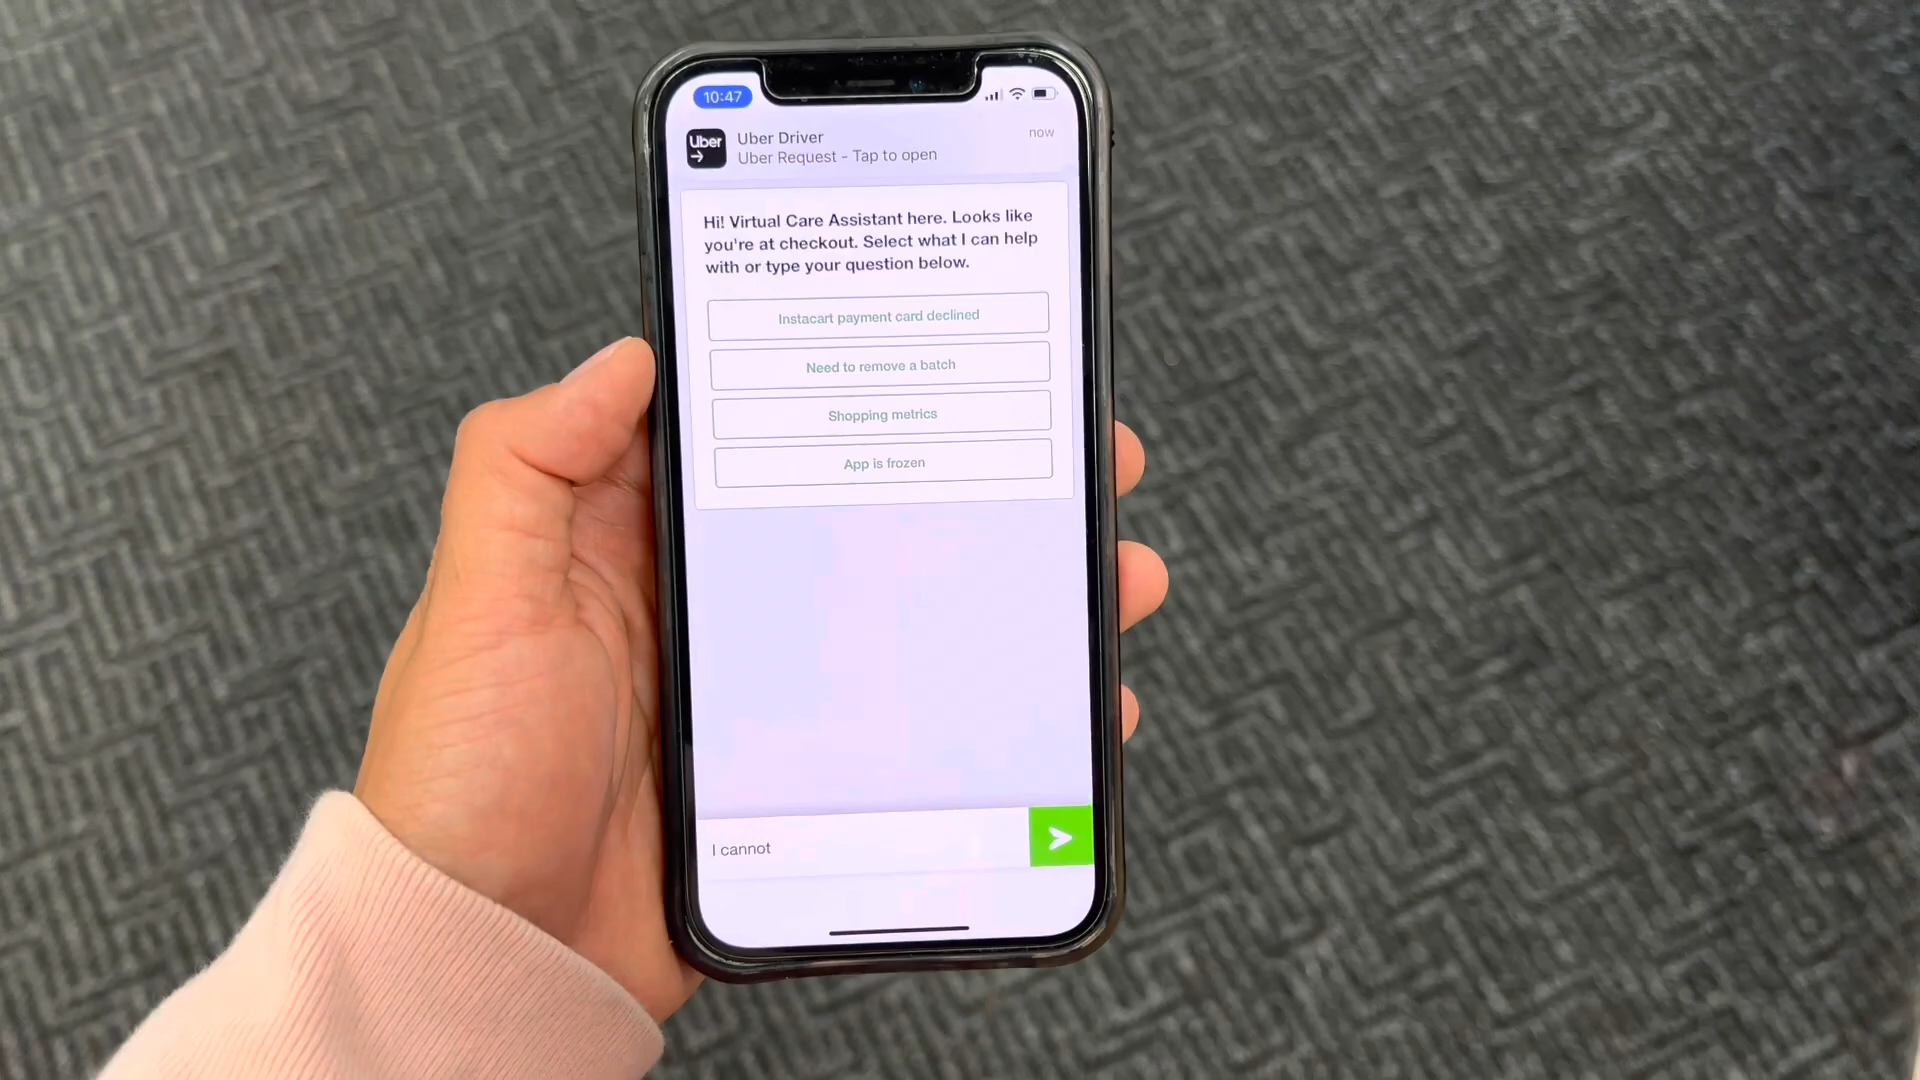 10:47
Uber
Uber Driver
now
Uber Request - Tap to open
Hi! Virtual Care Assistant here. Looks like
you're at checkout. Select what I can help
with or type your question below.
Instacart payment card declined
Need to remove a batch
Shopping metrics
App is frozen
I cannot